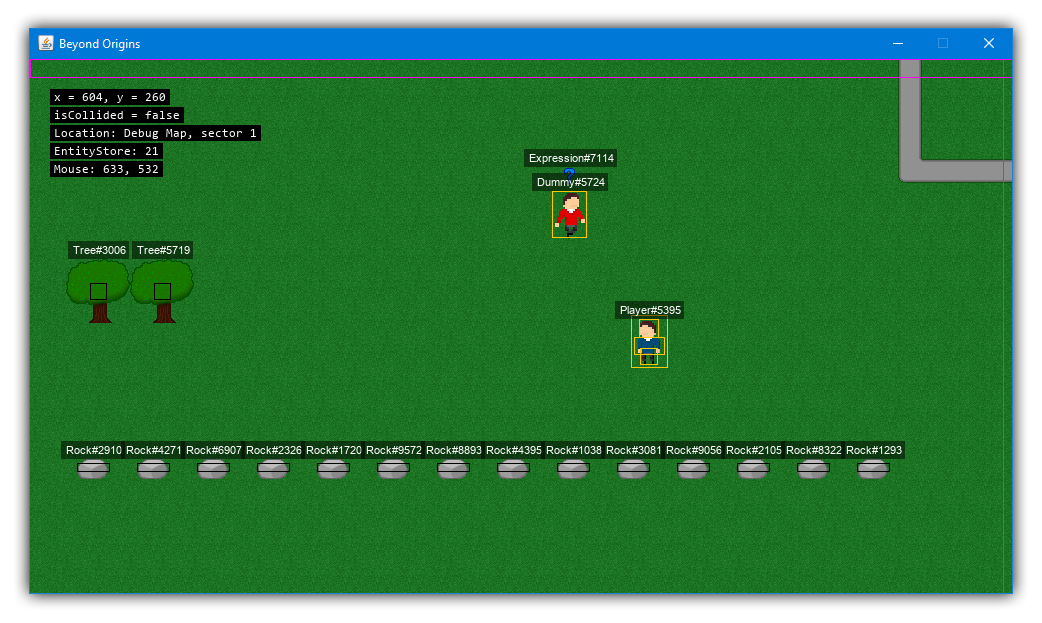 Beyond Origins
x = 604, y = 260
isCollided = false
Location: Debug Map, sector 1
EntityStore: 21
Mouse: 633, 532
Expression#7114
Dummy#5724
Tree#3006 Tree#5719
Player#5395
Rock#2910 Rock#4271 Rock#6907 Rock#2326 Rock#1720 Rock#9572 Rock#8893 Rock#4395 Rock#1038 Rock#3081 Rock#9056 Rock#2105 Rock#8322 Rock#1293